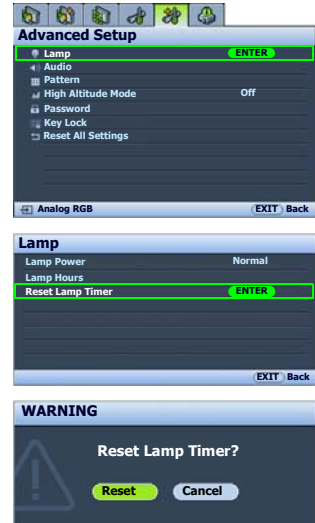 Advanced Setup
Lamp ENTER
Audio
Pattern
High Altitude Mode Off
Password
Key Lock
Reset All Settings
Analog RGB EXIT Back
Lamp
Lamp Power Normal
Lamp Hours
Reset Lamp Timer ENTER
EXIT Back
WARNING
Reset Lamp Timer?
Reset Cancel